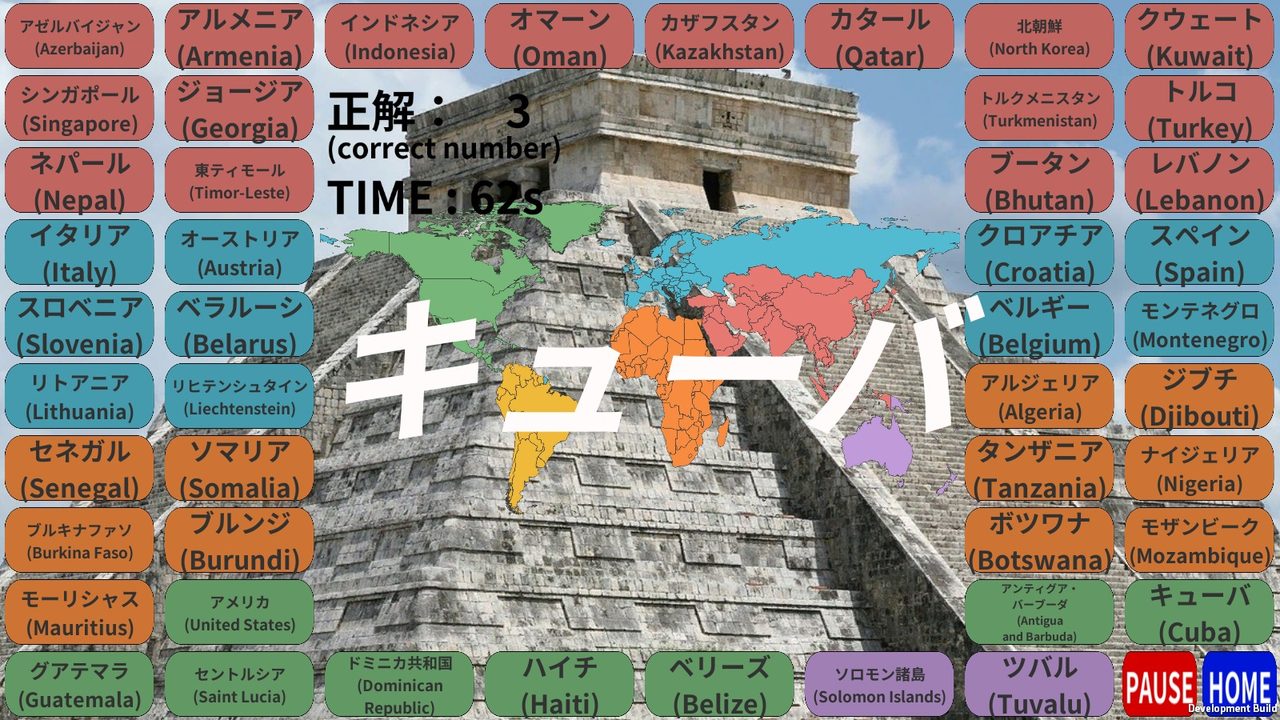 アゼルバイジャン
(Azerbaijan)
アルメニア
(Armenia)
インドネシア
(Indonesia)
オマーン
(Oman)
カザフスタン
(Kazakhstan)
カタール
(Qatar)
北朝鮮
(North Korea)
クウェート
(Kuwait)
シンガポール
(Singapore)
ジョージア
(Georgia)
トルクメニスタン
(Turkmenistan)
トルコ
(Turkey)
ネパール
(Nepal)
東ティモール
(Timor-Leste)
ブータン
(Bhutan)
レバノン
(Lebanon)
正解： 3
(correct number)
TIME : 62s
イタリア
(Italy)
オーストリア
(Austria)
クロアチア
(Croatia)
スペイン
(Spain)
スロベニア
(Slovenia)
ベラルーシ
(Belarus)
ベルギー
(Belgium)
モンテネグロ
(Montenegro)
キューバ
リトアニア
(Lithuania)
リヒテンシュタイン
(Liechtenstein)
アルジェリア
(Algeria)
ジブチ
(Djibouti)
セネガル
(Senegal)
ソマリア
(Somalia)
タンザニア
(Tanzania)
ナイジェリア
(Nigeria)
ブルキナファソ
(Burkina Faso)
ブルンジ
(Burundi)
ボツワナ
(Botswana)
モザンビーク
(Mozambique)
モーリシャス
(Mauritius)
アメリカ
(United States)
アンティグア・
バーブーダ
(Antigua
and Barbuda)
キューバ
(Cuba)
グアテマラ
(Guatemala)
セントルシア
(Saint Lucia)
ドミニカ共和国
(Dominican
Republic)
ハイチ
(Haiti)
ベリーズ
(Belize)
ソロモン諸島
(Solomon Islands)
ツバル
(Tuvalu)
PAUSE
HOME
Development Build